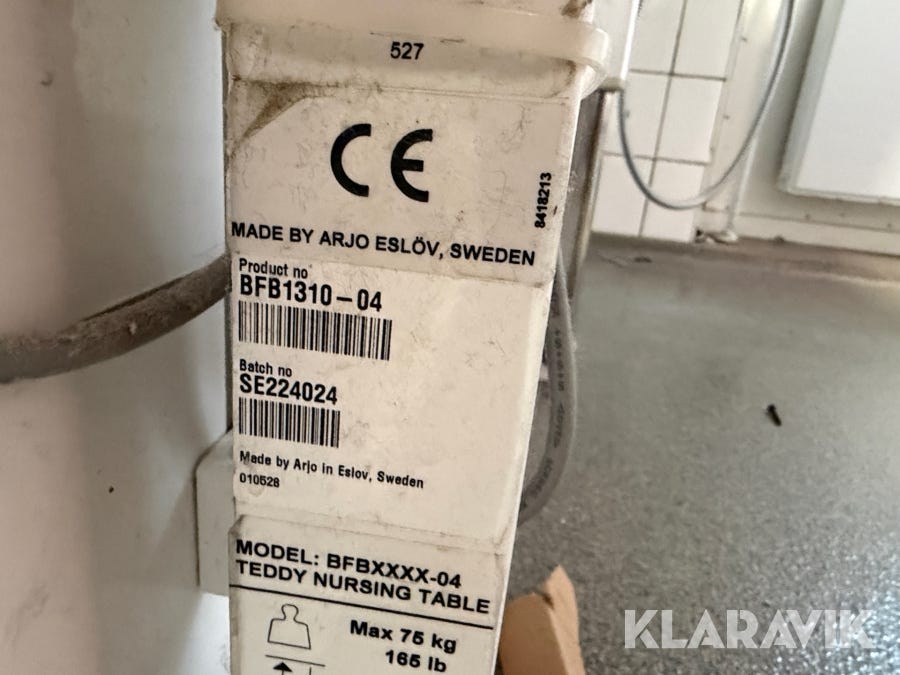 527
CE
8418213
MADE BY ARJO ESLÖV, SWEDEN
Product no
BFB1310-04
Batch no
SE224024
Made by Arjo in Eslov, Sweden
010528
MODEL: BFBXXXX-04
TEDDY NURSING TABLE
Max 75 kg
165 lb
KLARAVIK